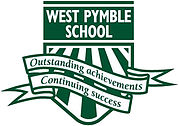 WEST PYMBLE
SCHOOL
Outstanding achievements
Continuing success